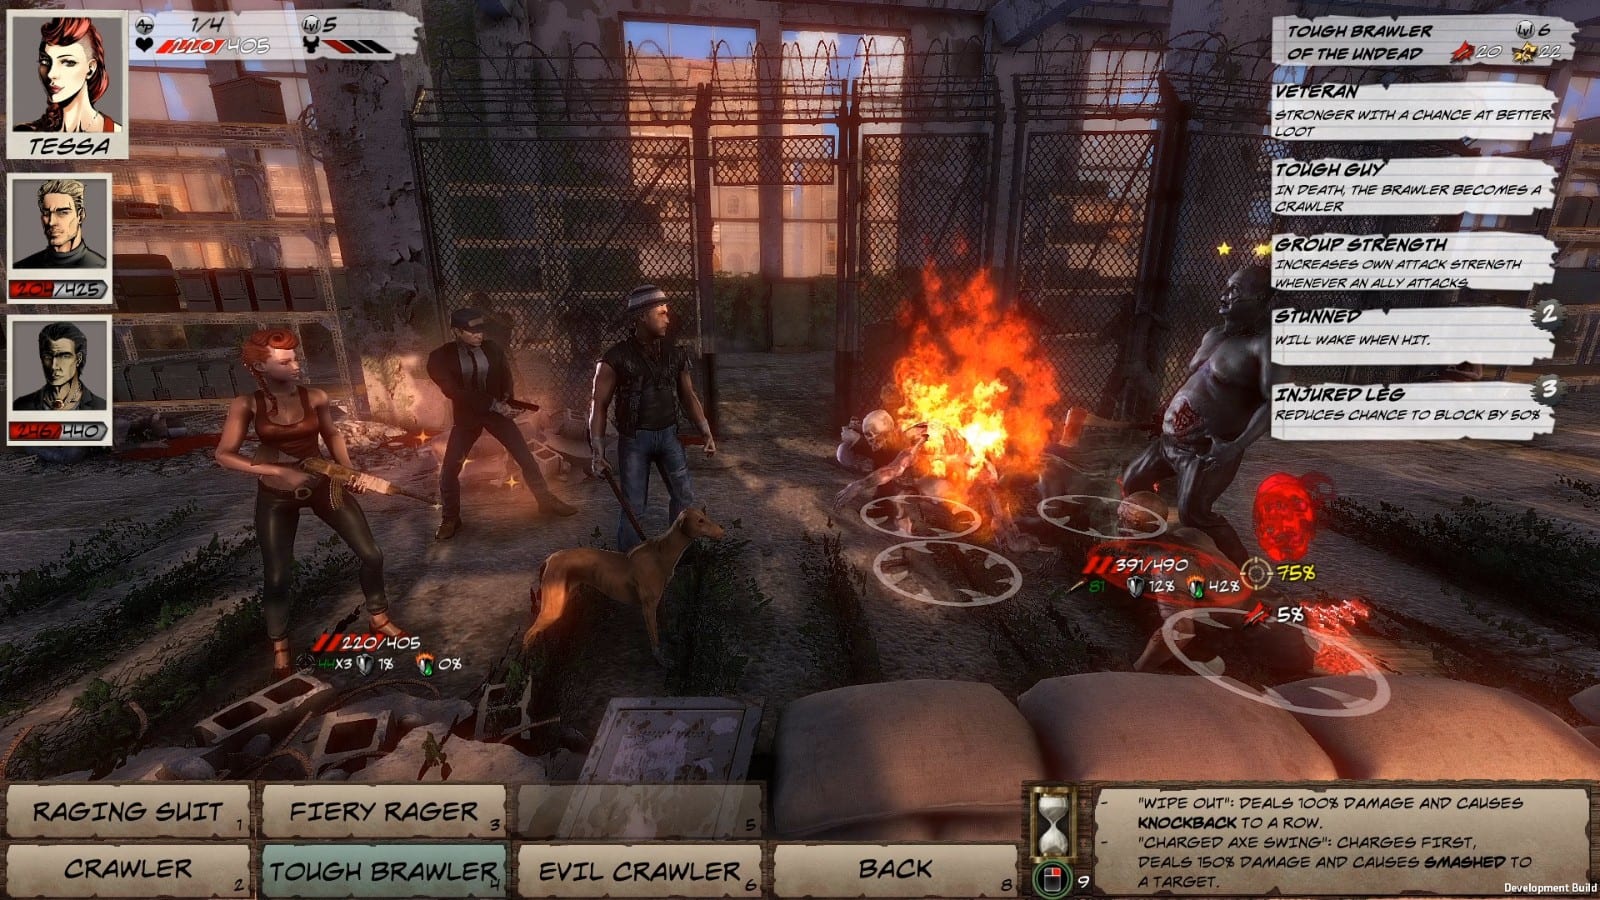 TESSA
AP 1/4
220/405
Lvl 5
204/425
246/440
TOUGH BRAWLER
OF THE UNDEAD
Lvl 6
20 22
VETERAN
STRONGER WITH A CHANCE AT BETTER
LOOT
TOUGH GUY
IN DEATH, THE BRAWLER BECOMES A
CRAWLER
GROUP STRENGTH
INCREASES OWN ATTACK STRENGTH
WHENEVER AN ALLY ATTACKS
STUNNED 2
WILL WAKE WHEN HIT.
INJURED LEG 3
REDUCES CHANCE TO BLOCK BY 50%
391/490
81 12% 42%
75%
5%
220/405
44X3 1% 0%
RAGING SUIT 1
FIERY RAGER 3
5
CRAWLER 2
TOUGH BRAWLER 4
EVIL CRAWLER 6
BACK 8
9
- "WIPE OUT": DEALS 100% DAMAGE AND CAUSES
KNOCKBACK TO A ROW.
- "CHARGED AXE SWING": CHARGES FIRST,
DEALS 150% DAMAGE AND CAUSES SMASHED TO
A TARGET.
Development Build